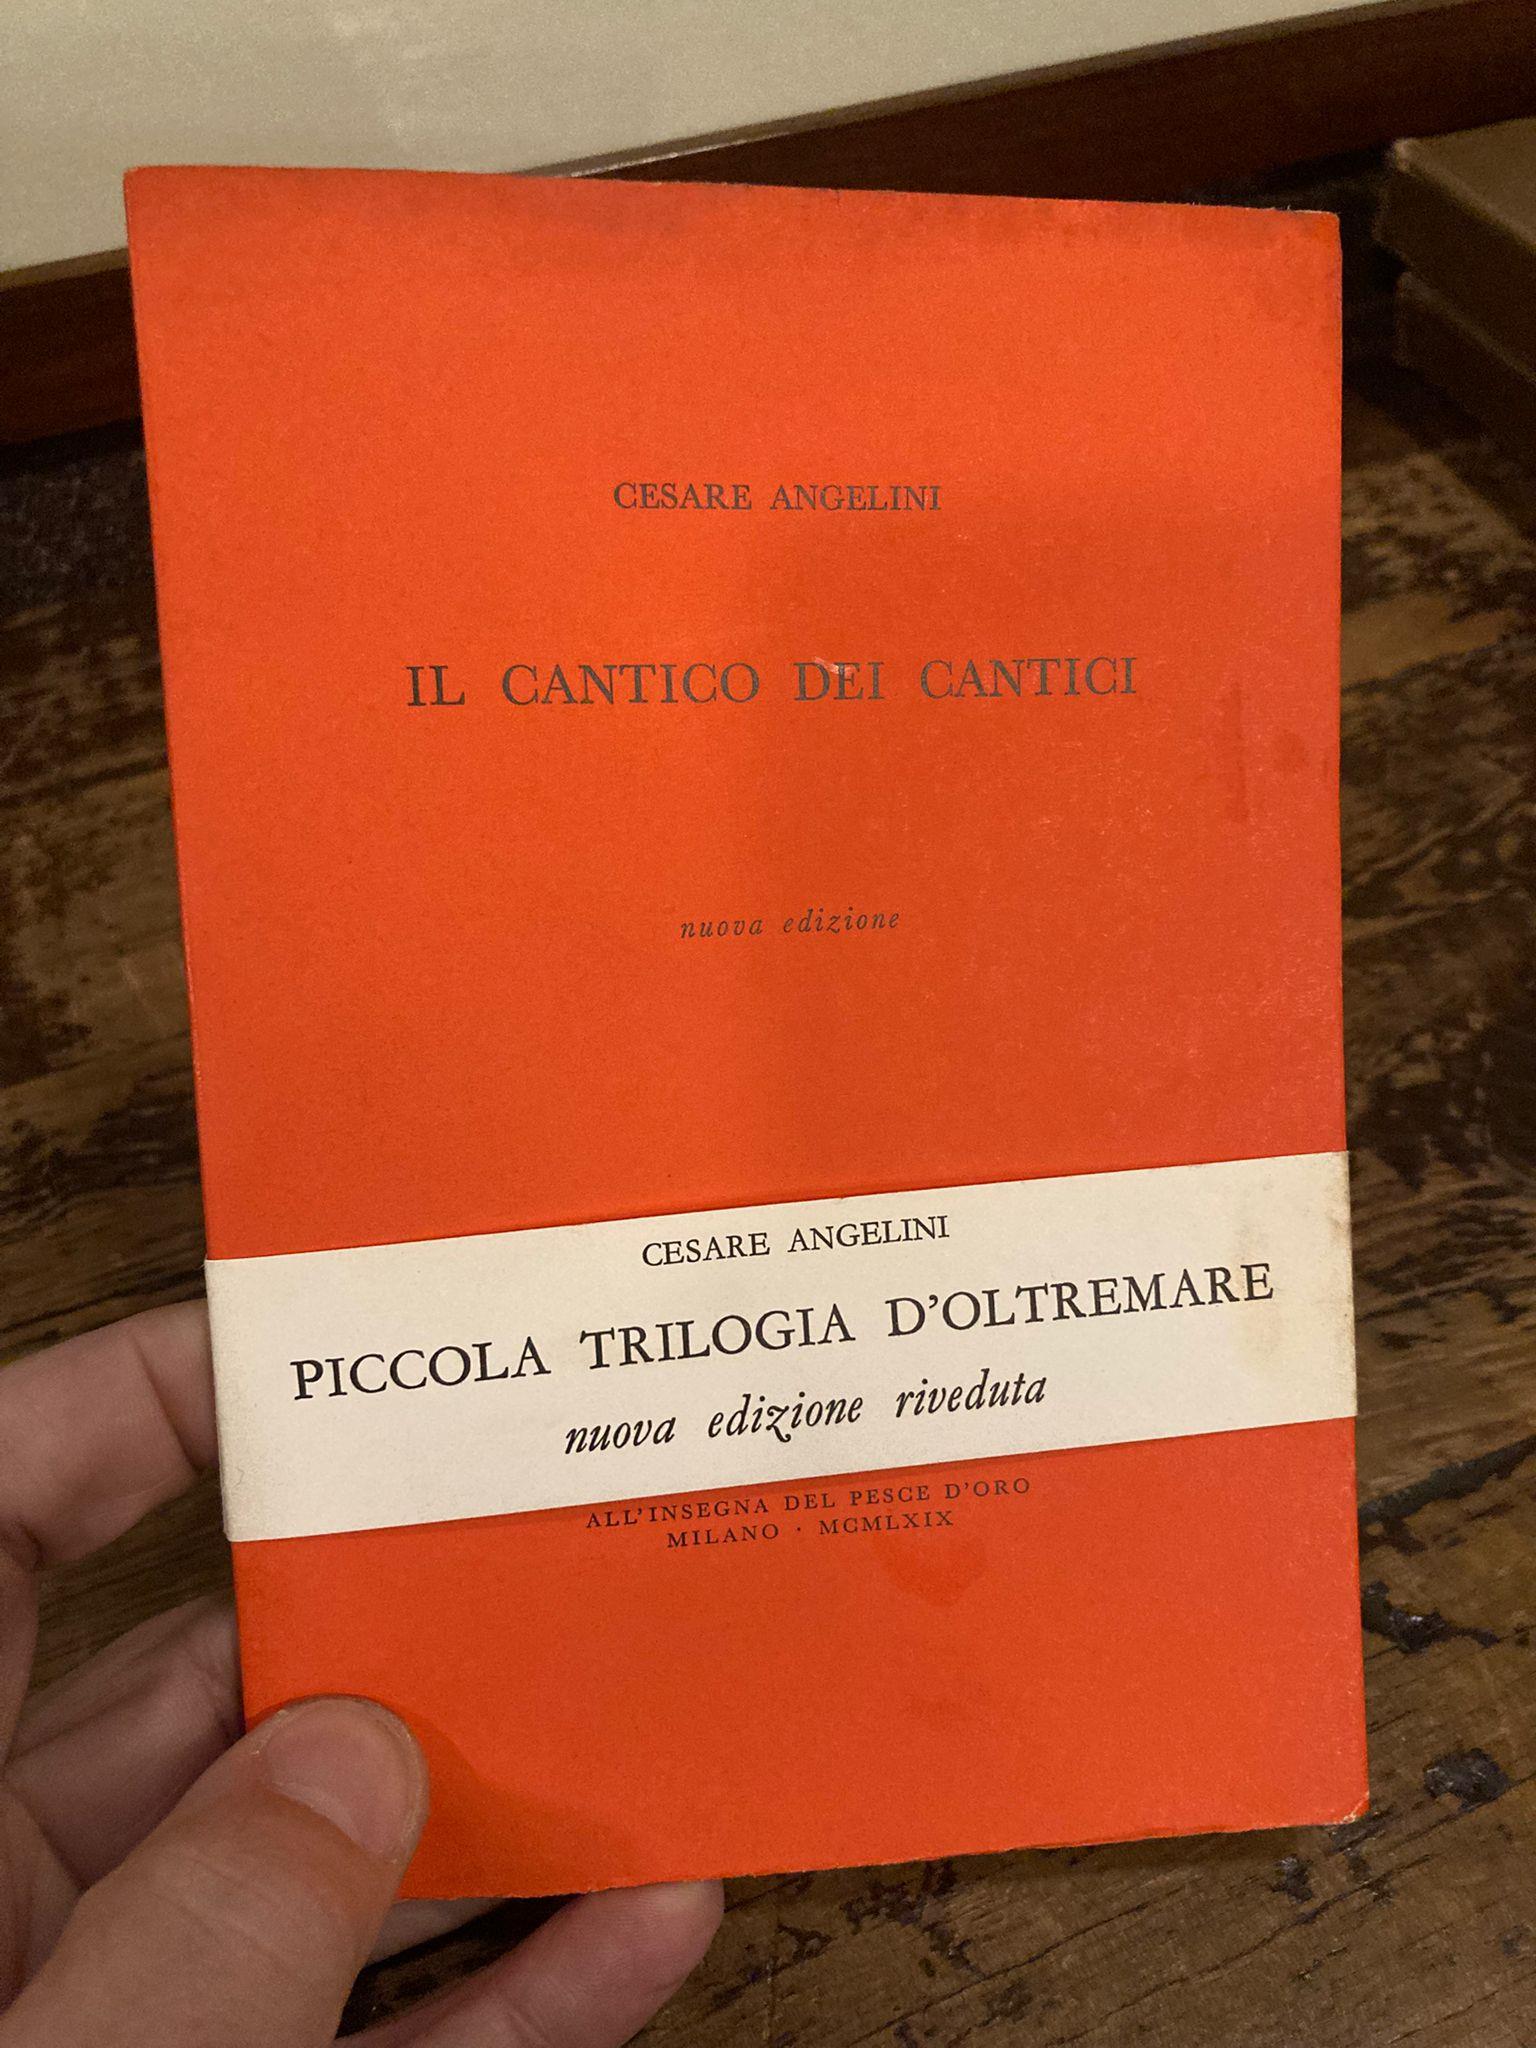 CESARE ANGELINI
IL CANTICO DEI CANTICI
nuova edizione
CESARE ANGELINI
PICCOLA TRILOGIA D'OLTREMARE
nuova edizione riveduta
ALL'INSEGNA DEL PESCE D'ORO
MILANO · MCMLXIX